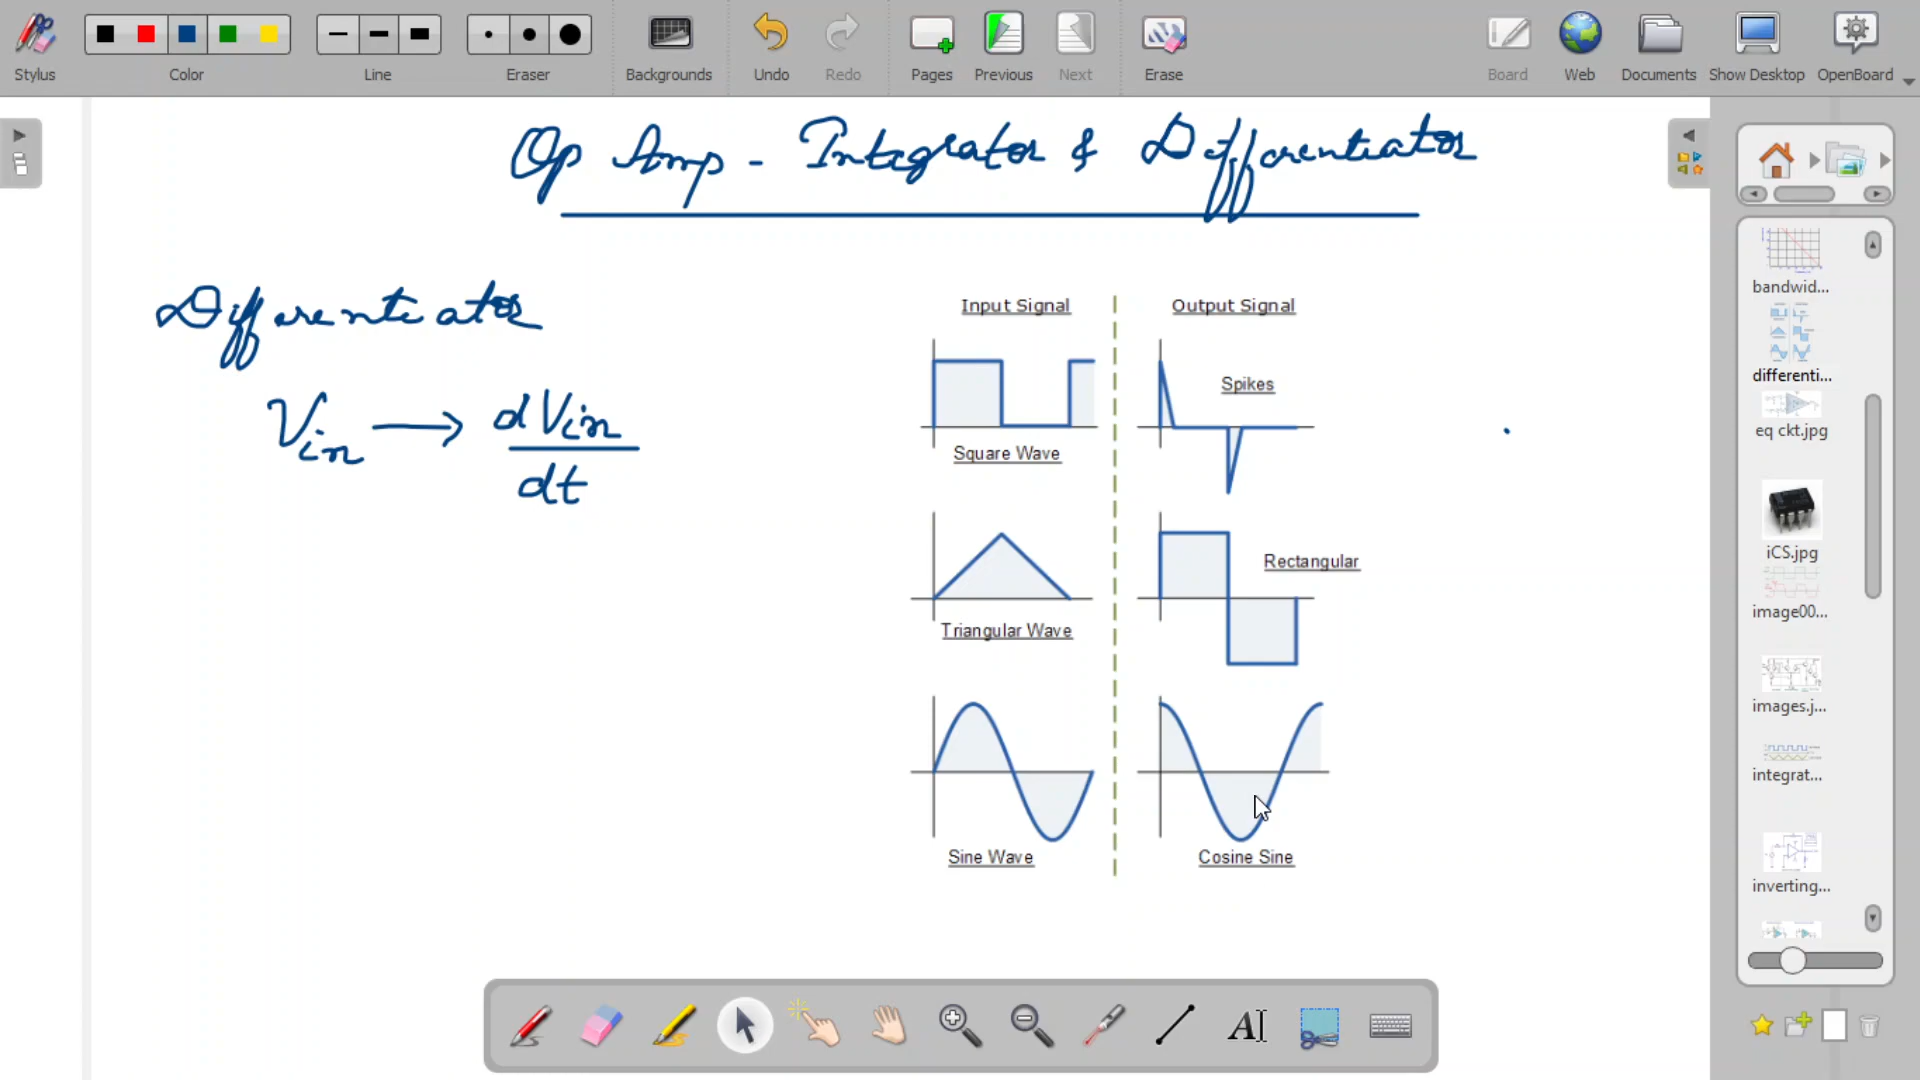 Stylus Color Line Eraser Backgrounds Undo Redo Pages Previous Next Erase Board Web Documents Show Desktop OpenBoard
Op Amp - Integrator & Differentiator
Differentiator
Vin → dVin
dt
Input Signal Output Signal
Spikes
Square Wave
Rectangular
Triangular Wave
Sine Wave Cosine Sine
bandwid...
differenti...
eq ckt.jpg
iCS.jpg
image00...
images.j...
integrat...
inverting...
AI